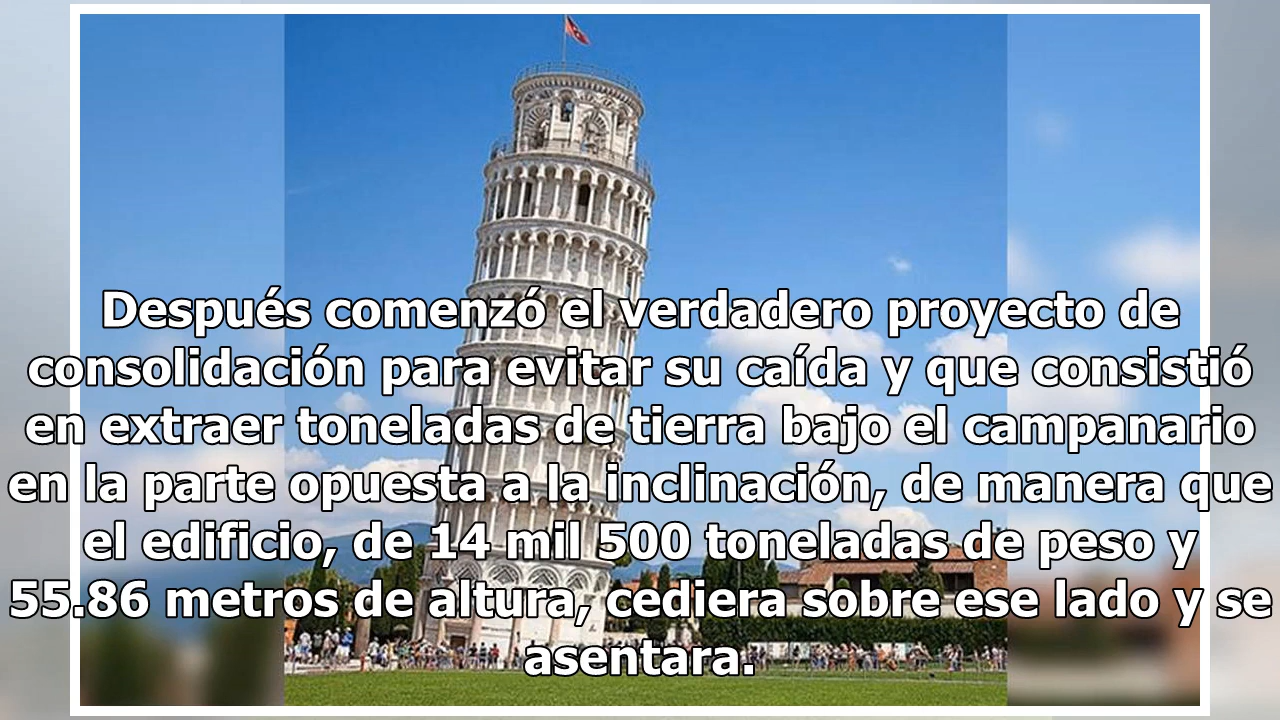 Después comenzó el verdadero proyecto de
consolidación para evitar su caída y que consistió
en extraer toneladas de tierra bajo el campanario
en la parte opuesta a la inclinación, de manera que
el edificio, de 14 mil 500 toneladas de peso y
55.86 metros de altura, cediera sobre ese lado y se
asentara.